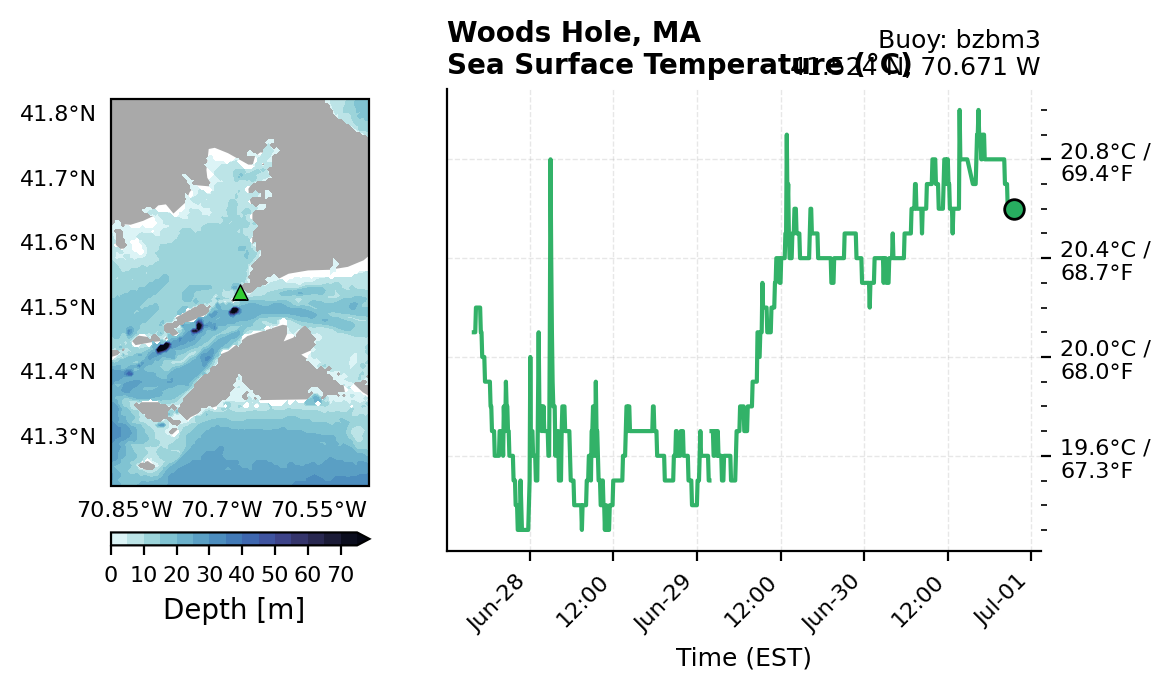 Woods Hole, MA
Sea Surface Temperature (°C)
Buoy: bzbm3
41.524 N, 70.671 W
41.8°N
41.7°N
41.6°N
41.5°N
41.4°N
41.3°N
70.85°W 70.7°W 70.55°W
0 10 20 30 40 50 60 70
Depth [m]
20.8°C /
69.4°F
20.4°C /
68.7°F
20.0°C /
68.0°F
19.6°C /
67.3°F
Jun-28 12:00 Jun-29 12:00 Jun-30 12:00 Jul-01
Time (EST)